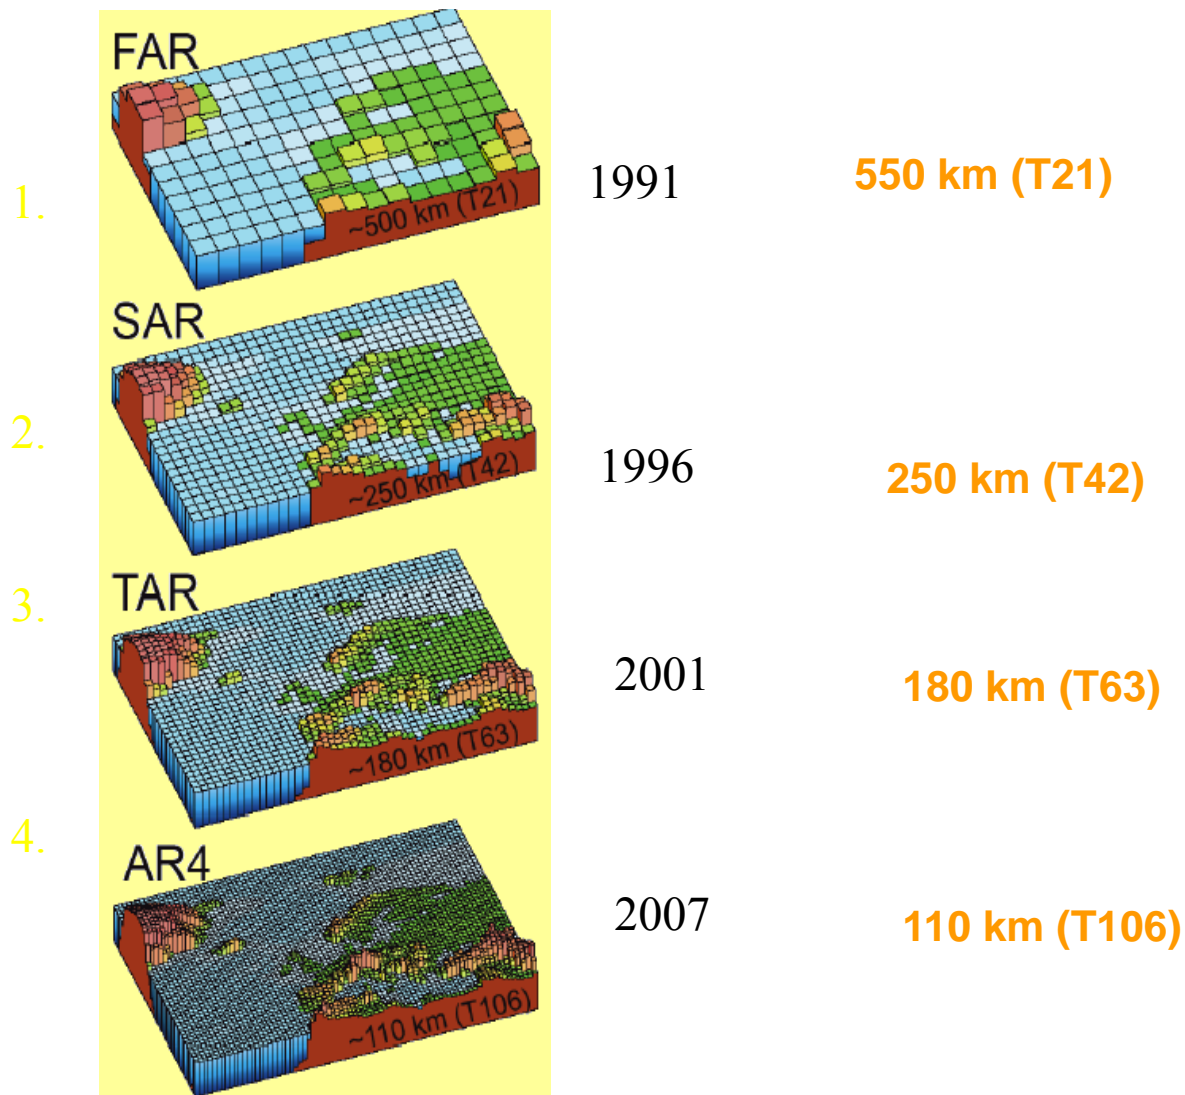 FAR
1.
~500 km (T21)
1991
550 km (T21)
SAR
2.
~250 km (T42)
1996
250 km (T42)
TAR
3.
~180 km (T63)
2001
180 km (T63)
AR4
4.
~110 km (T106)
2007
110 km (T106)